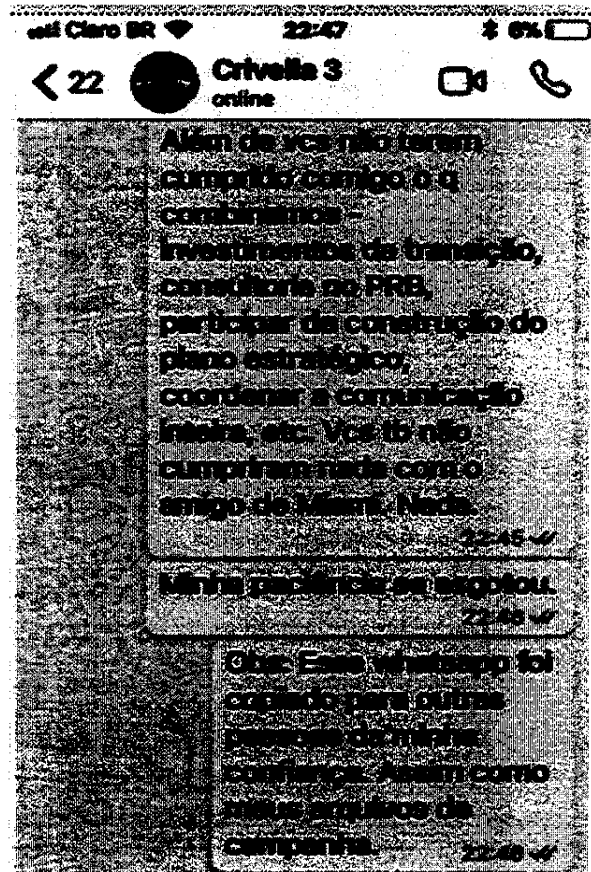 Claro BR 22:47 6%
22 Crivella 3
online
Além de vcs não terem
cumprido comigo o q
combinamos -
investimentos de transição,
consultoria ao PRB,
participar da construção do
plano estratégico,
coordenar a comunicação
inteira, etc. Vcs tb não
cumpriram nada com o
amigo de Miami. Nada.
22:45
Minha paciência se esgotou.
22:46
Obs: Esse whatsapp foi
copiado para outras
pessoas da minha
confiança. Assim como
meus arquivos de
campanha.
22:46